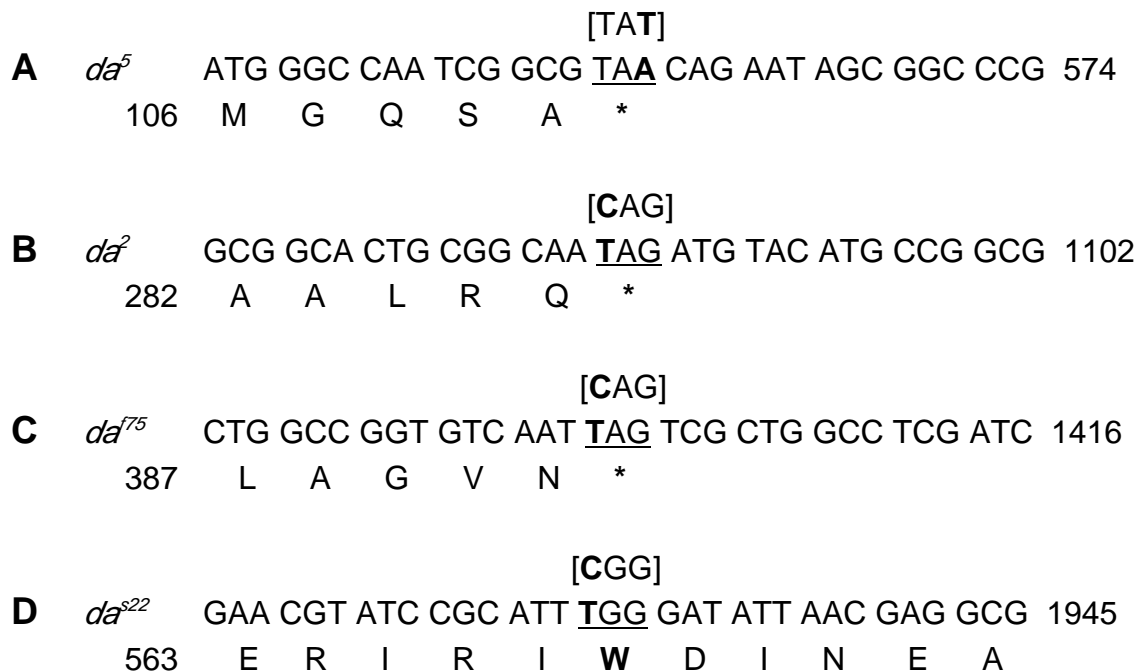 [TAT]
A da⁵ ATG GGC CAA TCG GCG TAA CAG AAT AGC GGC CCG 574
106 M G Q S A *
[CAG]
B da² GCG GCA CTG CGG CAA TAG ATG TAC ATG CCG GCG 1102
282 A A L R Q *
[CAG]
C daᶠ⁷⁵ CTG GCC GGT GTC AAT TAG TCG CTG GCC TCG ATC 1416
387 L A G V N *
[CGG]
D daˢ²² GAA CGT ATC CGC ATT TGG GAT ATT AAC GAG GCG 1945
563 E R I R I W D I N E A